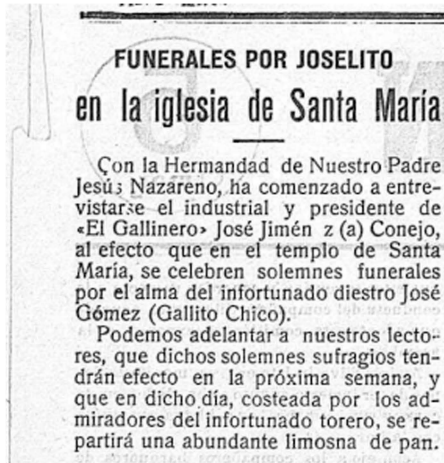 FUNERALES POR JOSELITO
en la iglesia de Santa María
Con la Hermandad de Nuestro Padre
Jesús Nazareno, ha comenzado a entre-
vistarse el industrial y presidente de
«El Gallinero» José Jimén z (a) Conejo,
al efecto que en el templo de Santa
María, se celebren solemnes funerales
por el alma del infortunado diestro José
Gómez (Gallito Chico).
Podemos adelantar a nuestros lecto-
res, que dichos solemnes sufragios ten-
drán efecto en la próxima semana, y
que en dicho día, costeada por los ad-
miradores del infortunado torero, se re-
partirá una abundante limosna de pan.